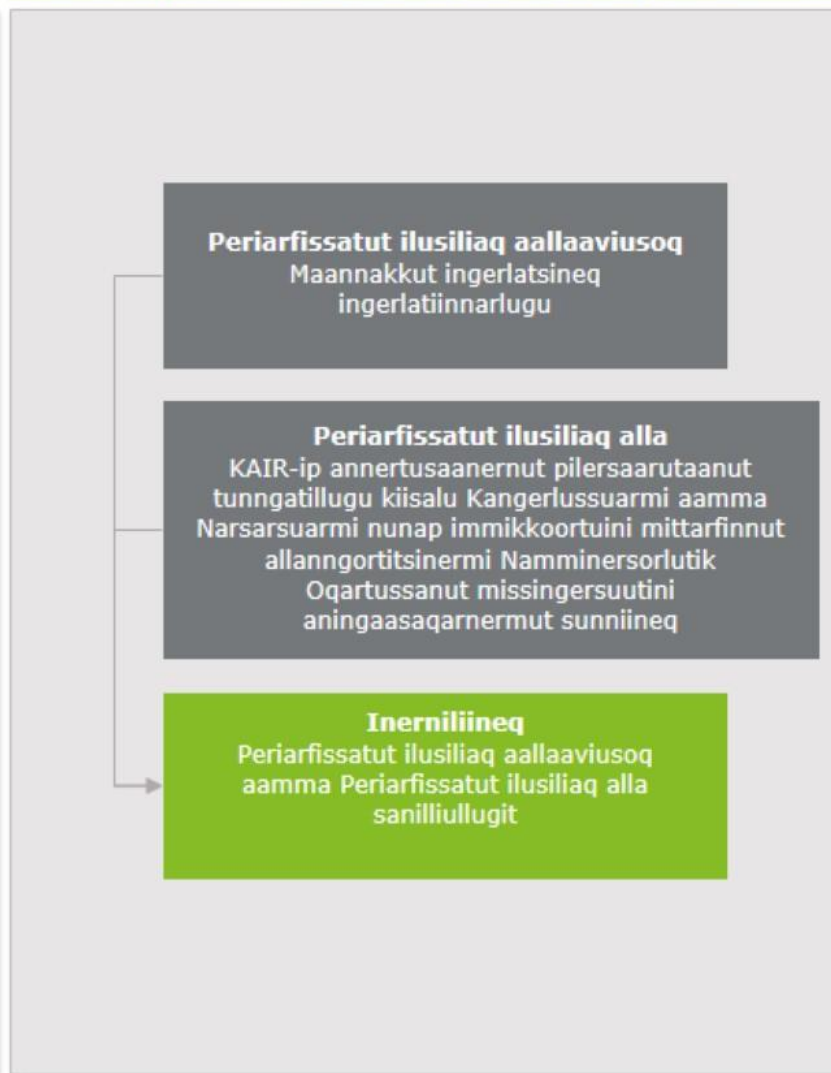 Periarfissatut ilusiliaq aallaaviusoq
Maannakkut ingerlatsineq
ingerlatiinnarlugu
Periarfissatut ilusiliaq alla
KAIR-ip annertusaanernut pilersaarutaanut
tunngatillugu kiisalu Kangerlussuarmi aamma
Narsarsuarmi nunap immikkoortuini mittarfinnut
allanngortitsinermi Namminersorlutik
Oqartussanut missingersuutini
aningaasaqarnermut sunniineq
Inerniliineq
Periarfissatut ilusiliaq aallaaviusoq
aamma Periarfissatut ilusiliaq alla
sanilliullugit